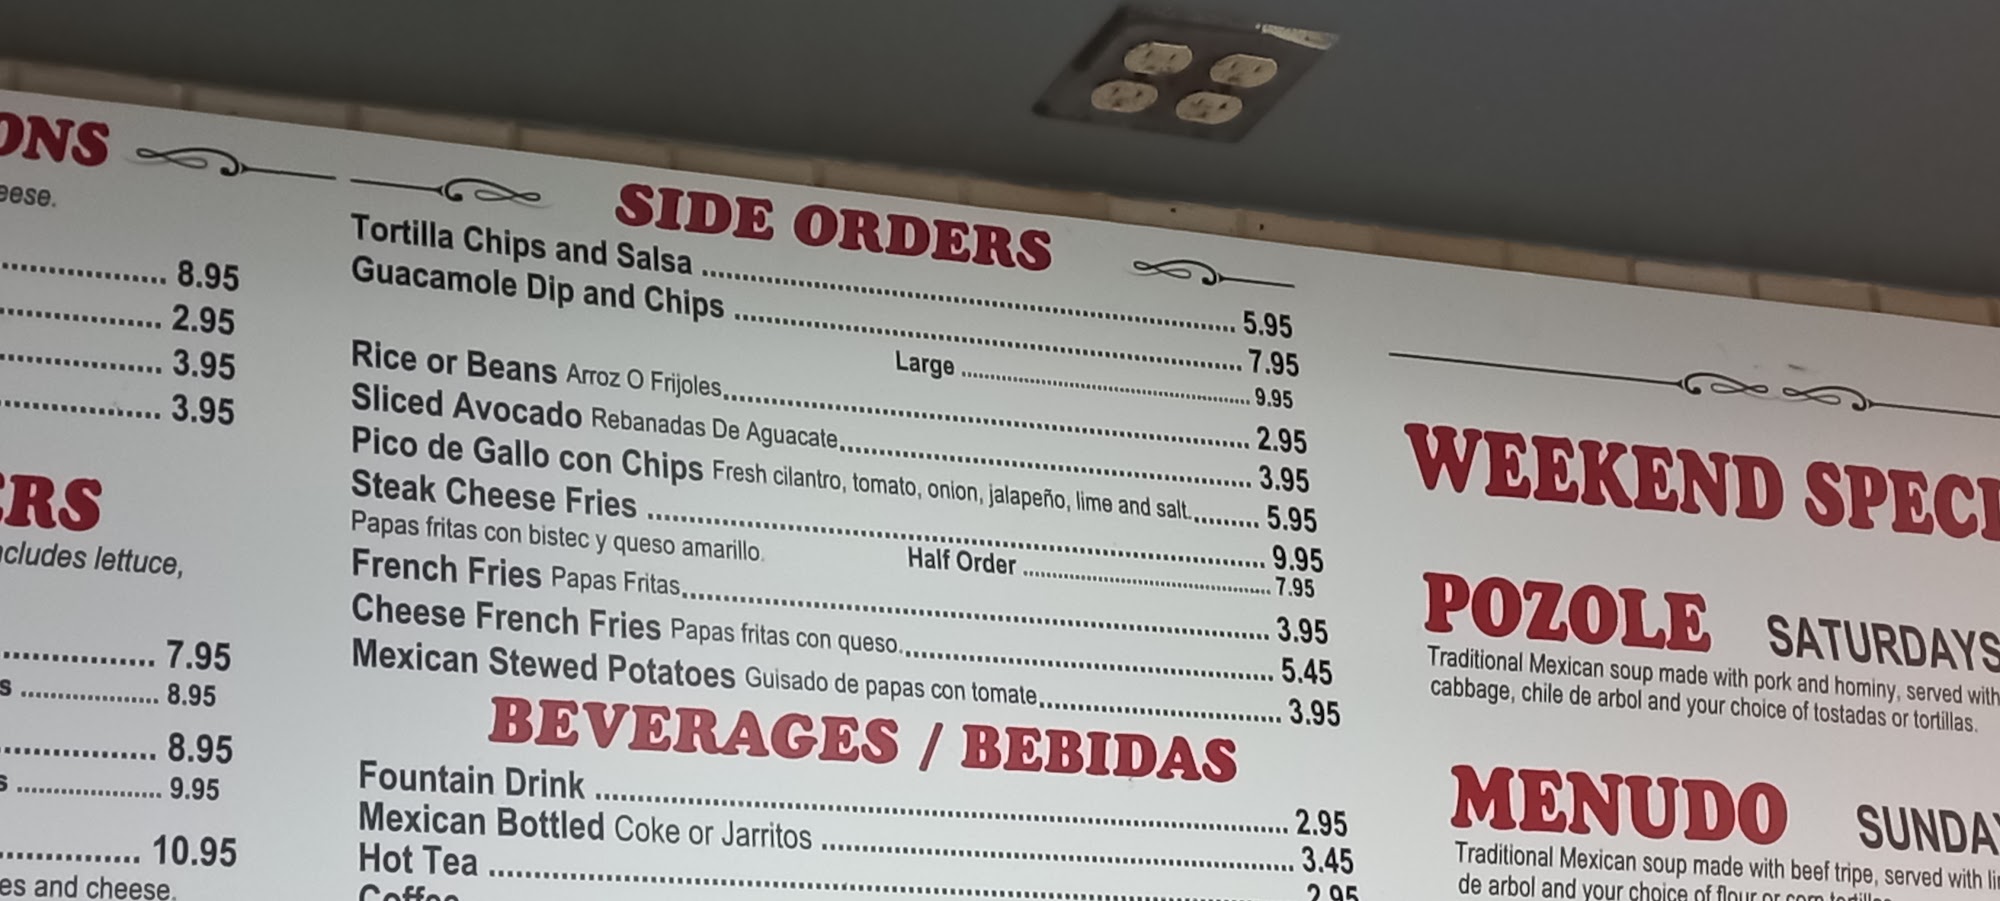 ONS
eese.
8.95
2.95
3.95
3.95
ERS
ncludes lettuce,
7.95
s 8.95
8.95
s 9.95
10.95
es and cheese.
SIDE ORDERS
Tortilla Chips and Salsa 5.95
Guacamole Dip and Chips 7.95
Large 9.95
Rice or Beans Arroz O Frijoles 2.95
Sliced Avocado Rebanadas De Aguacate 3.95
Pico de Gallo con Chips Fresh cilantro, tomato, onion, jalapeño, lime and salt. 5.95
Steak Cheese Fries 9.95
Papas fritas con bistec y queso amarillo. Half Order 7.95
French Fries Papas Fritas 3.95
Cheese French Fries Papas fritas con queso. 5.45
Mexican Stewed Potatoes Guisado de papas con tomate 3.95
BEVERAGES / BEBIDAS
Fountain Drink 2.95
Mexican Bottled Coke or Jarritos 3.45
Hot Tea 2.95
Coffee
WEEKEND SPECI
POZOLE SATURDAYS
Traditional Mexican soup made with pork and hominy, served with
cabbage, chile de arbol and your choice of tostadas or tortillas.
MENUDO SUNDAY
Traditional Mexican soup made with beef tripe, served with li
de arbol and your choice of flour or corn tortillas